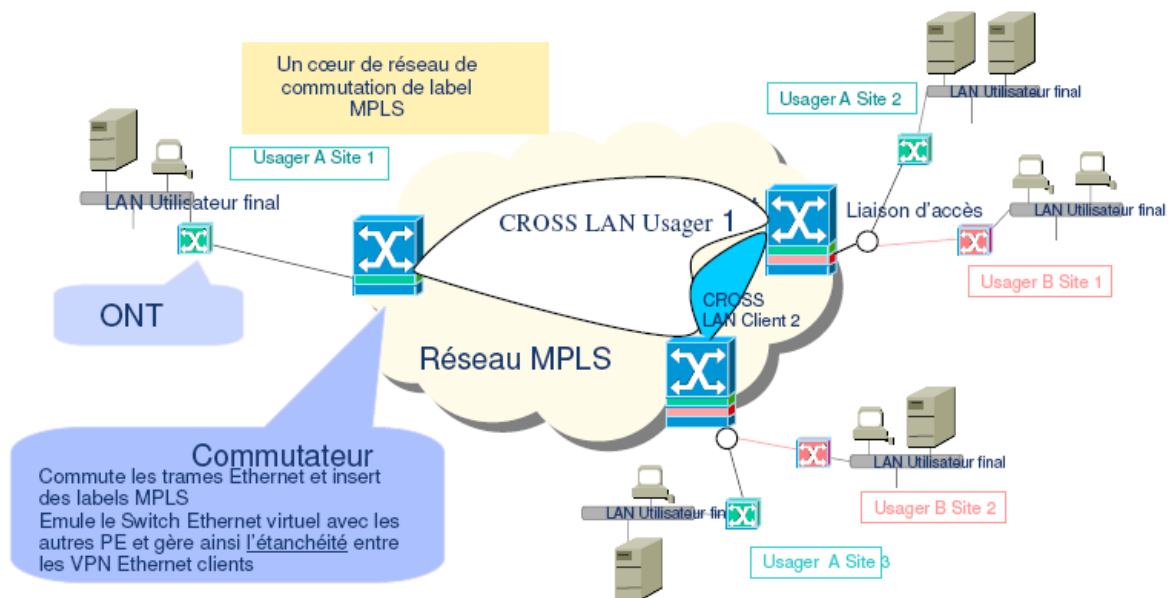 Un cœur de réseau de
commutation de label
MPLS
Usager A Site 1
LAN Utilisateur final
ONT
CROSS LAN Usager 1
CROSS
LAN Client 2
Réseau MPLS
Usager A Site 2
LAN Utilisateur final
Liaison d'accès
LAN Utilisateur final
Usager B Site 1
Commutateur
Commute les trames Ethernet et insert
des labels MPLS
Emule le Switch Ethernet virtuel avec les
autres PE et gère ainsi l'étanchéité entre
les VPN Ethernet clients
LAN Utilisateur final
Usager B Site 2
LAN Utilisateur fin
Usager A Site 3